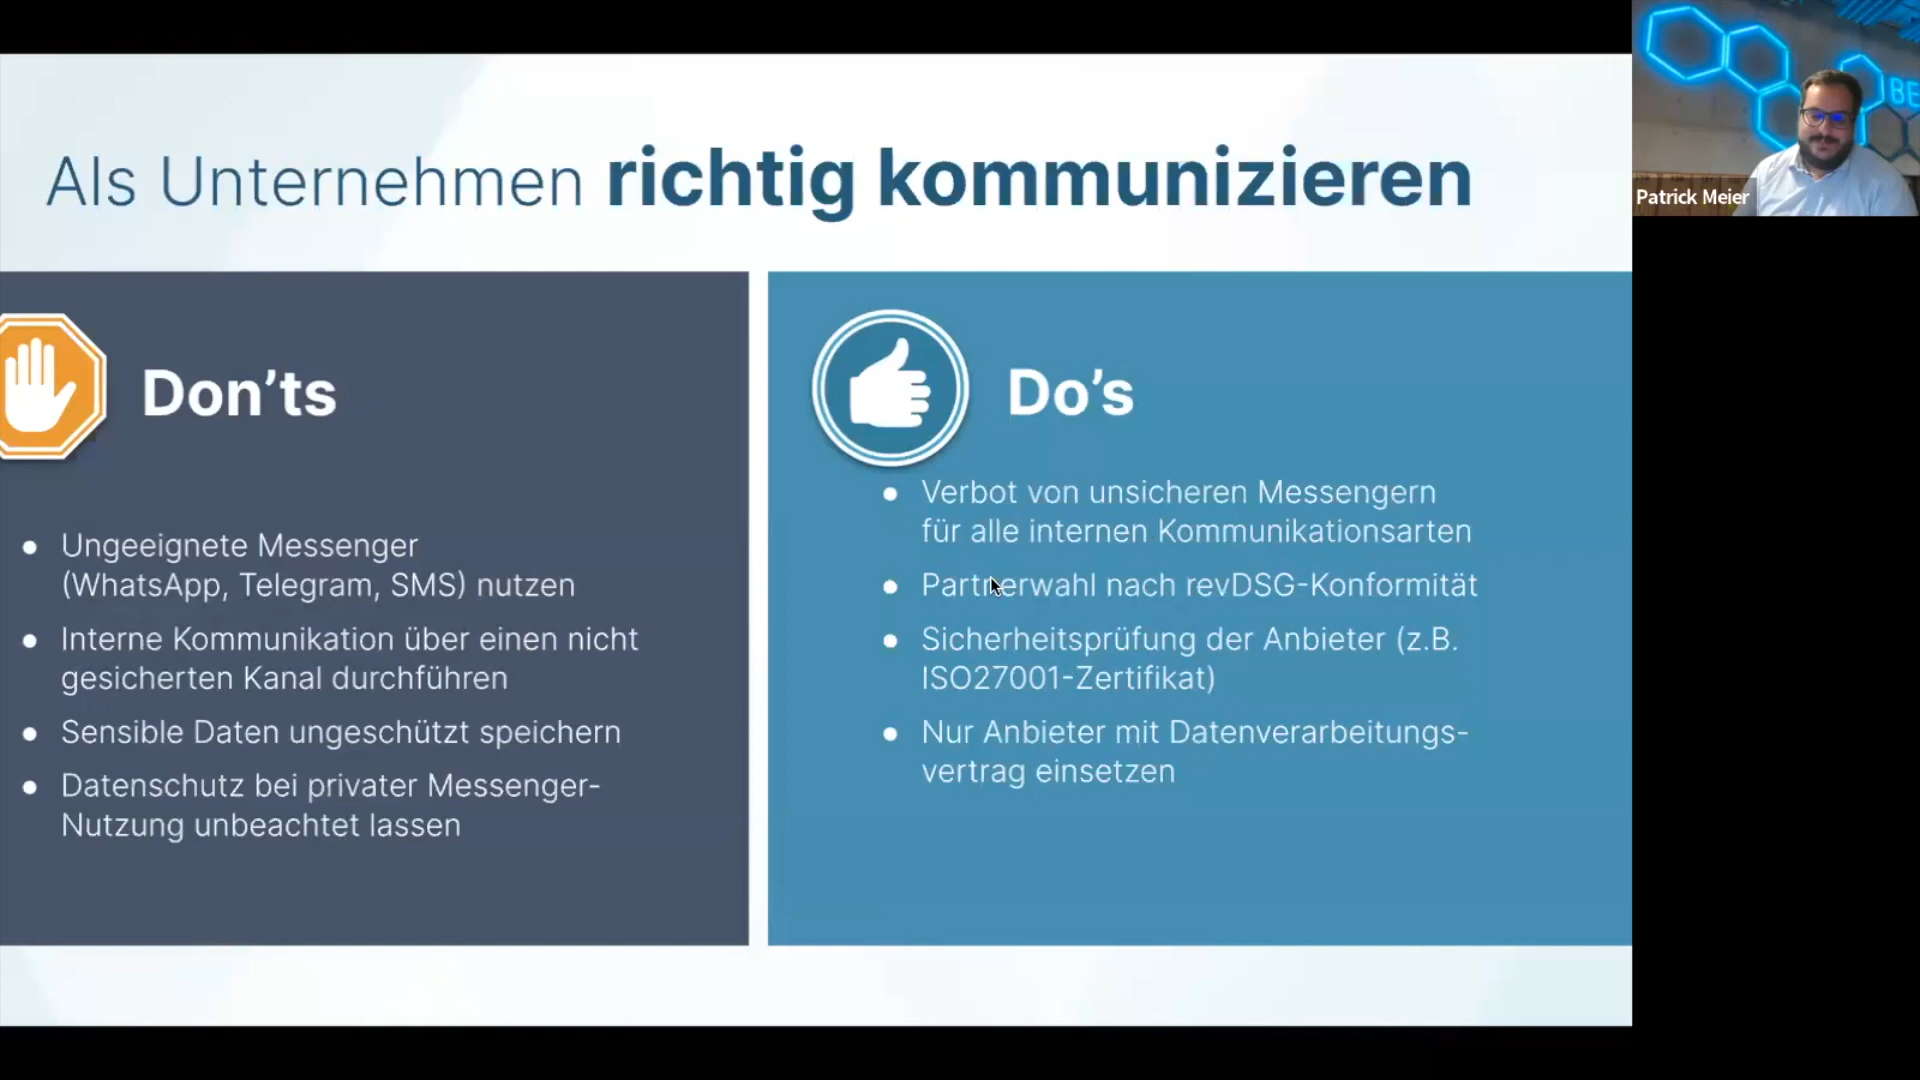 Als Unternehmen richtig kommunizieren
Don’ts
Ungeeignete Messenger
(WhatsApp, Telegram, SMS) nutzen
Interne Kommunikation über einen nicht
gesicherten Kanal durchführen
Sensible Daten ungeschützt speichern
Datenschutz bei privater Messenger-
Nutzung unbeachtet lassen
Do’s
Verbot von unsicheren Messengern
für alle internen Kommunikationsarten
Partnerwahl nach revDSG-Konformität
Sicherheitsprüfung der Anbieter (z.B.
ISO27001-Zertifikat)
Nur Anbieter mit Datenverarbeitungs-
vertrag einsetzen
BE
Patrick Meier